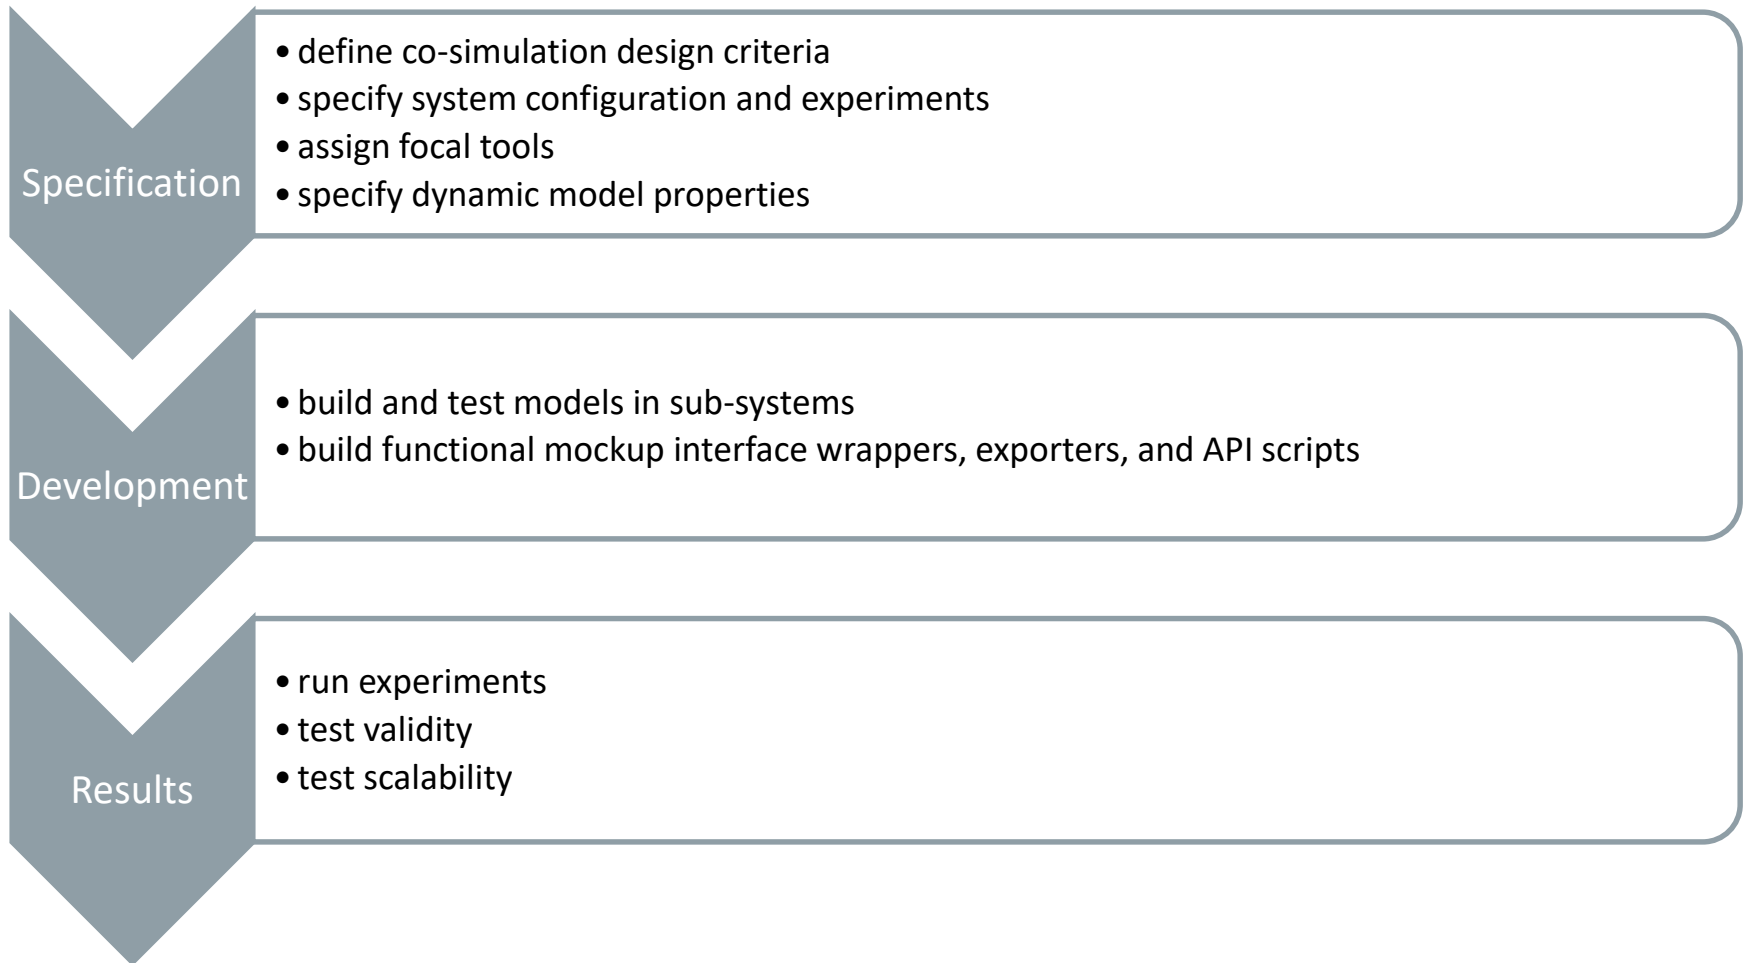 Specification
• define co-simulation design criteria
• specify system configuration and experiments
• assign focal tools
• specify dynamic model properties
Development
• build and test models in sub-systems
• build functional mockup interface wrappers, exporters, and API scripts
Results
• run experiments
• test validity
• test scalability